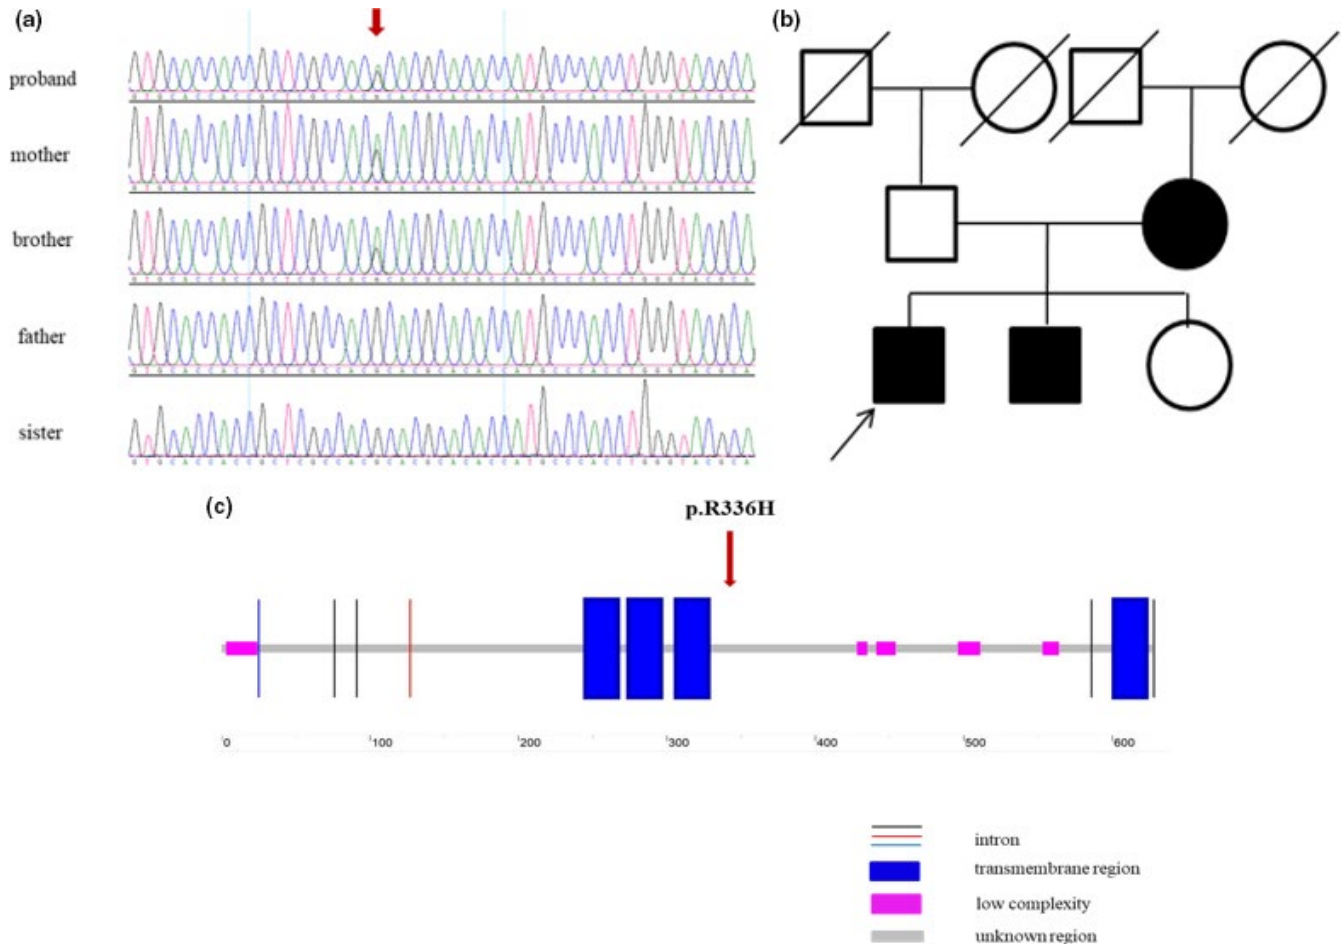 (a)
proband
mother
brother
father
sister
G T G C A C C A C C G C T C G C C A C G C A C G C A C A C C A T G C C C A C C T G G G T A C G C A
(b)
(c)
p.R336H
0 100 200 300 400 500 600
intron
transmembrane region
low complexity
unknown region